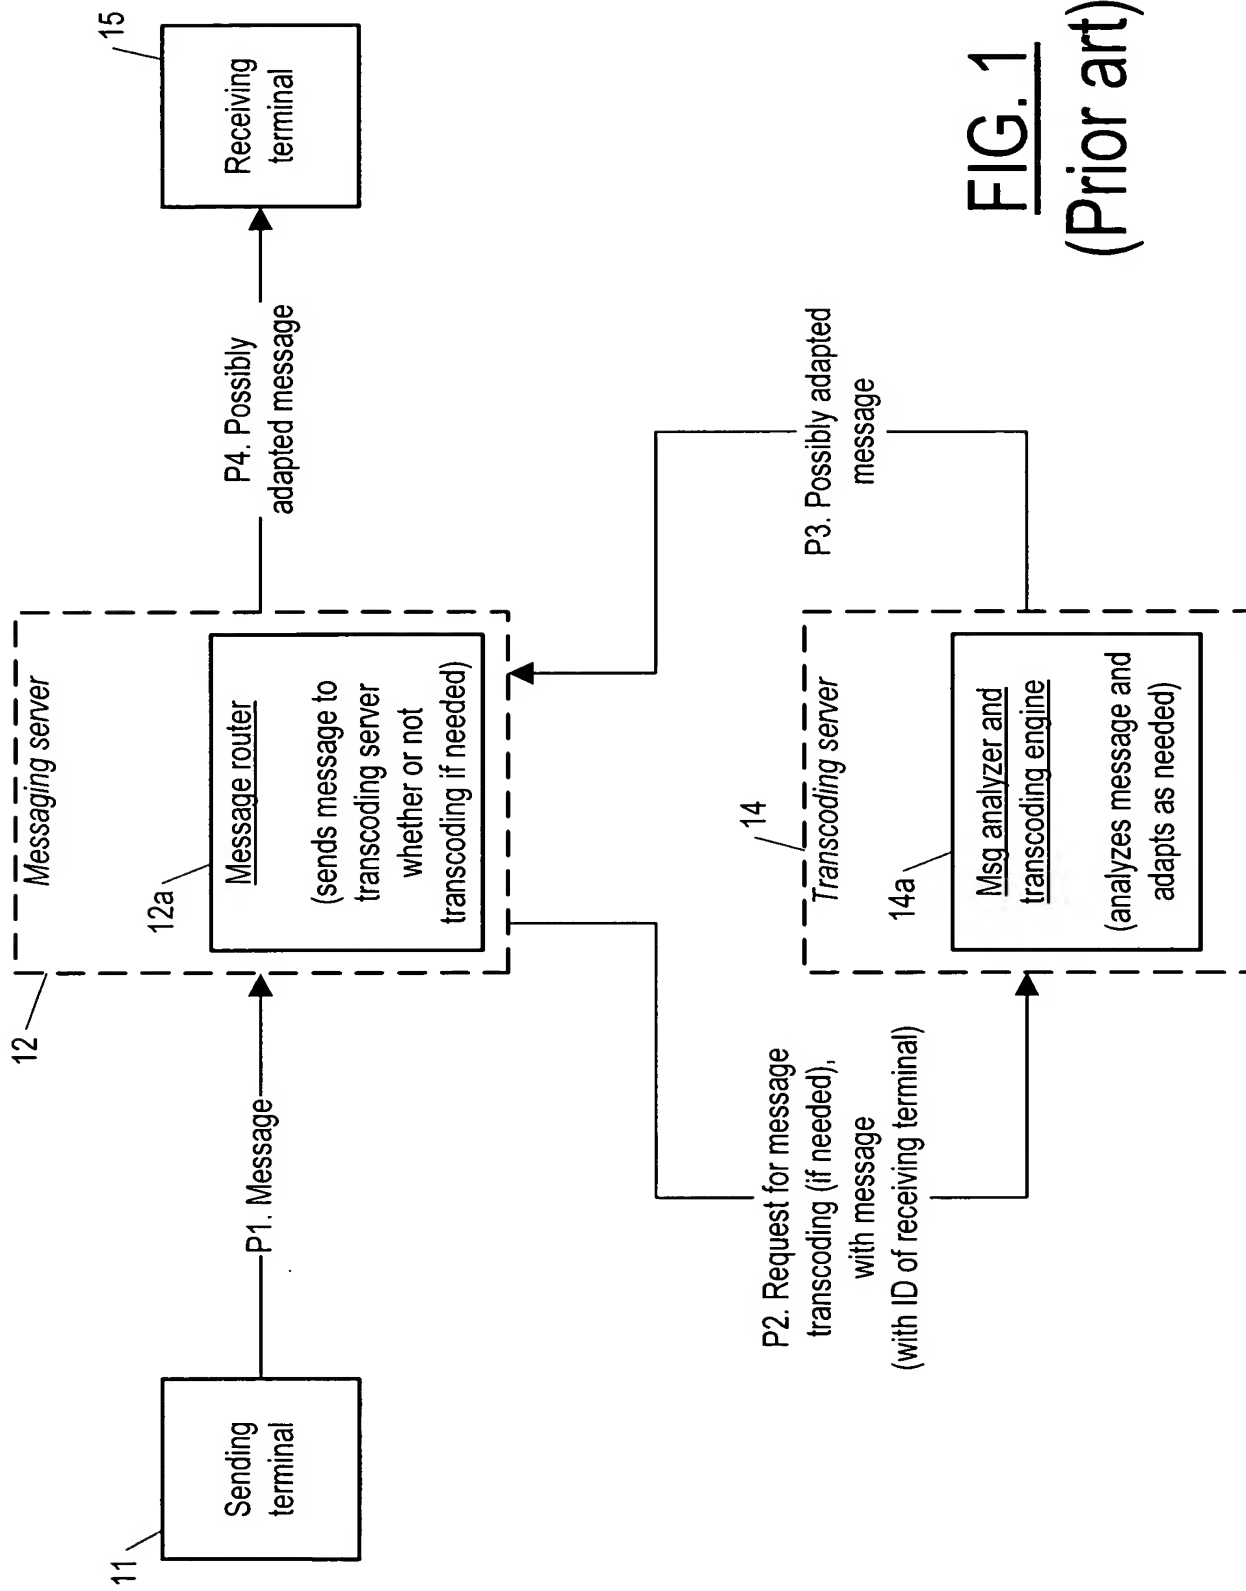 11
Sending
terminal
P1. Message
12
Messaging server
12a
Message router
(sends message to
transcoding server
whether or not
transcoding if needed)
P4. Possibly
adapted message
15
Receiving
terminal
P2. Request for message
transcoding (if needed),
with message
(with ID of receiving terminal)
14
Transcoding server
14a
Msg analyzer and
transcoding engine
(analyzes message and
adapts as needed)
P3. Possibly adapted
message
FIG. 1
(Prior art)